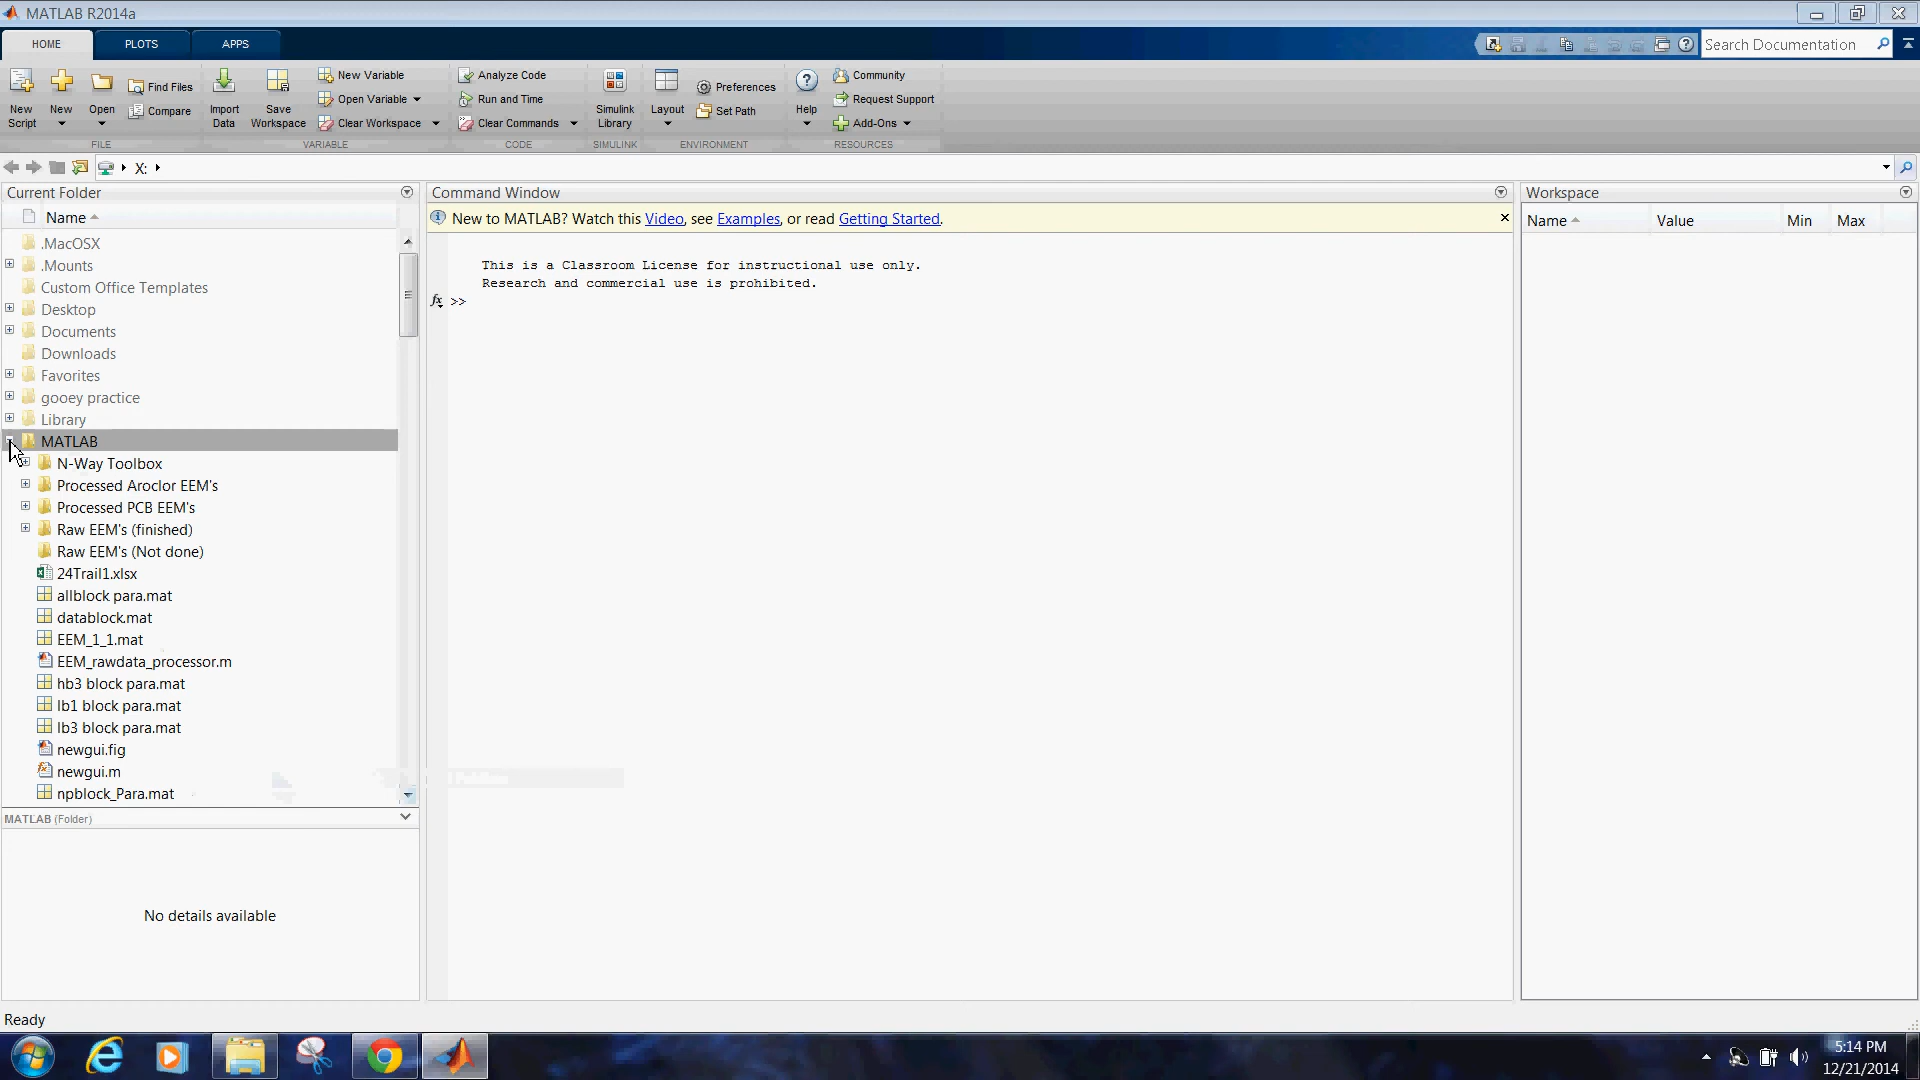 MATLAB R2014a
HOME PLOTS APPS
Search Documentation
New Script
New
Open
Find Files
Compare
Import Data
Save Workspace
New Variable
Open Variable
Clear Workspace
Analyze Code
Run and Time
Clear Commands
Simulink Library
Layout
Preferences
Set Path
Help
Community
Request Support
Add-Ons
FILE VARIABLE CODE SIMULINK ENVIRONMENT RESOURCES
X:
Current Folder
Name
.MacOSX
.Mounts
Custom Office Templates
Desktop
Documents
Downloads
Favorites
gooey practice
Library
MATLAB
N-Way Toolbox
Processed Aroclor EEM's
Processed PCB EEM's
Raw EEM's (finished)
Raw EEM's (Not done)
24Trail1.xlsx
allblock para.mat
datablock.mat
EEM_1_1.mat
EEM_rawdata_processor.m
hb3 block para.mat
lb1 block para.mat
lb3 block para.mat
newgui.fig
newgui.m
npblock_Para.mat
MATLAB (Folder)
No details available
Command Window
New to MATLAB? Watch this Video, see Examples, or read Getting Started.
This is a Classroom License for instructional use only.
Research and commercial use is prohibited.
fx >>
Workspace
Name Value Min Max
Ready
5:14 PM
12/21/2014